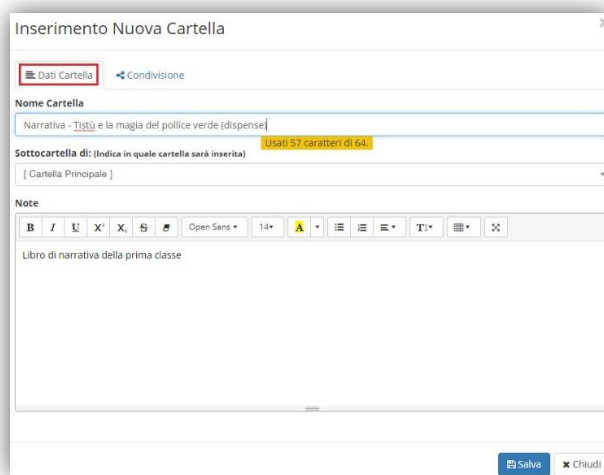 Inserimento Nuova Cartella
Dati Cartella Condivisione
Nome Cartella
Narrativa - Tistù e la magia del pollice verde (dispense)
Usati 57 caratteri di 64.
Sottocartella di: (Indica in quale cartella sarà inserita)
[ Cartella Principale ]
Note
B I U X² X₂ S Open Sans 14 A T
Libro di narrativa della prima classe
Salva x Chiudi